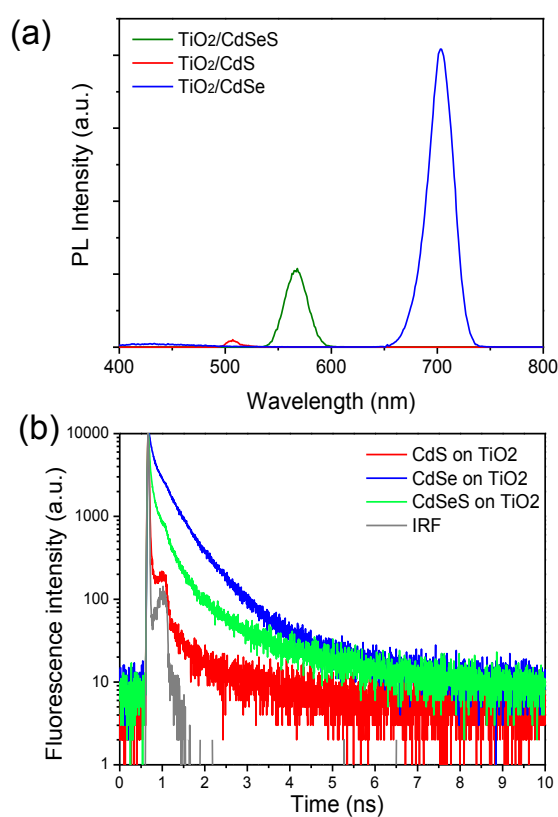 (a)
TiO2/CdSeS
TiO2/CdS
TiO2/CdSe
PL Intensity (a.u.)
400 500 600 700 800
Wavelength (nm)
(b)
10000
1000
100
10
1
CdS on TiO2
CdSe on TiO2
CdSeS on TiO2
IRF
Fluorescence intensity (a.u.)
0 1 2 3 4 5 6 7 8 9 10
Time (ns)